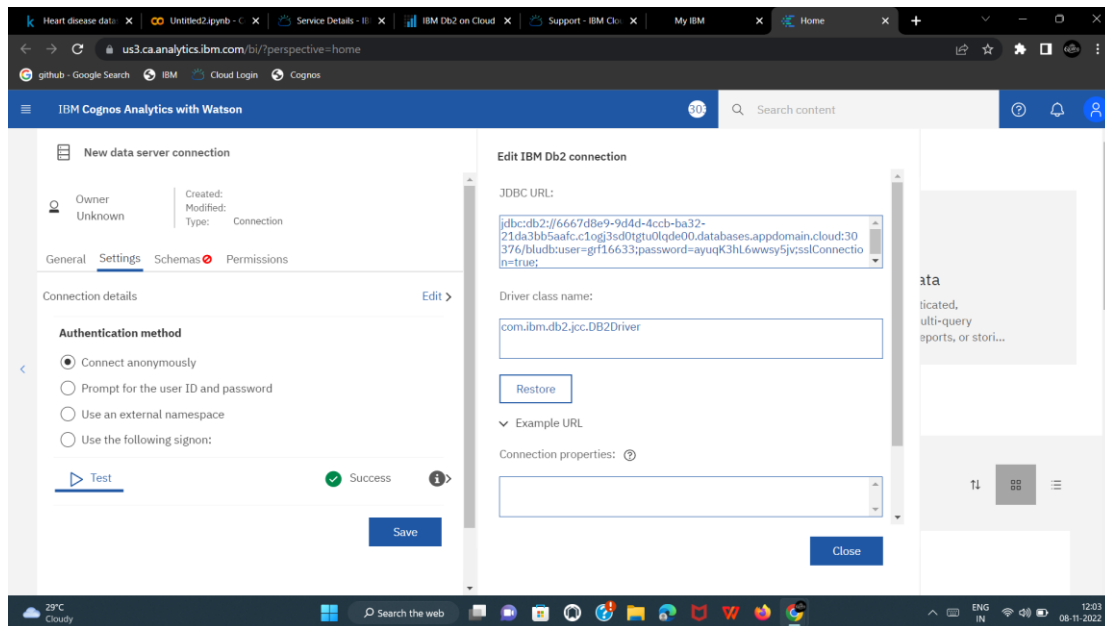 Heart disease data
Untitled2.ipynb - C
Service Details - IB
IBM Db2 on Cloud
Support - IBM Clo
My IBM
Home
us3.ca.analytics.ibm.com/bi/?perspective=home
github - Google Search
IBM
Cloud Login
Cognos
IBM Cognos Analytics with Watson
Search content
New data server connection
Owner
Unknown
Created:
Modified:
Type: Connection
General Settings Schemas Permissions
Connection details
Edit
Authentication method
Connect anonymously
Prompt for the user ID and password
Use an external namespace
Use the following signon:
Test
Success
Save
Edit IBM Db2 connection
JDBC URL:
jdbc:db2://6667d8e9-9d4d-4ccb-ba32-
21da3bb5aafc.c1ogj3sd0tgtu0lqde00.databases.appdomain.cloud:30
376/bludb:user=grf16633;password=ayuqK3hL6wwsy5jv;sslConnectio
n=true;
Driver class name:
com.ibm.db2.jcc.DB2Driver
Restore
Example URL
Connection properties:
Close
ata
ticated,
ulti-query
eports, or stori...
29°C
Cloudy
Search the web
ENG
IN
12:03
08-11-2022